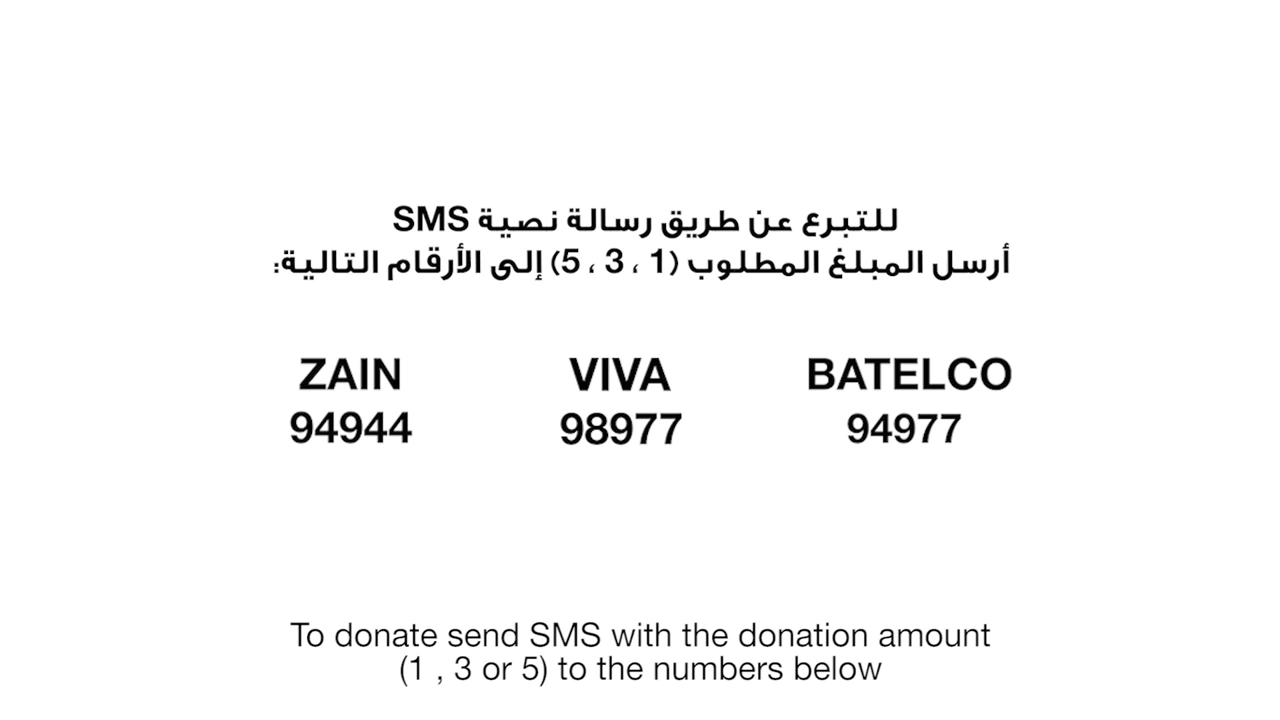 للتبرع عن طريق رسالة نصية SMS
أرسل المبلغ المطلوب (1 ، 3 ، 5) إلى الأرقام التالية:
ZAIN VIVA BATELCO
94944 98977 94977
To donate send SMS with the donation amount
(1 , 3 or 5) to the numbers below